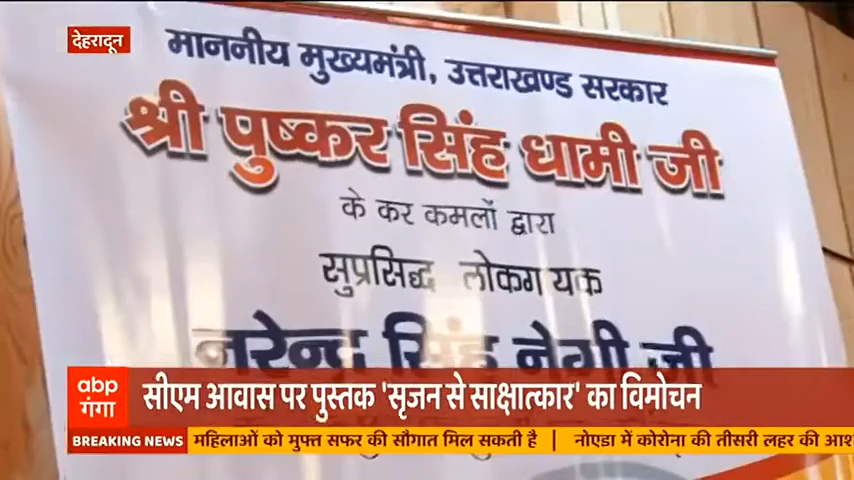 देहरादून
माननीय मुख्यमंत्री, उत्तराखण्ड सरकार
श्री पुष्कर सिंह धामी जी
के कर कमलों द्वारा
सुप्रसिद्ध लोकगायक
नरेन्द्र सिंह नेगी जी
abp
गंगा
सीएम आवास पर पुस्तक 'सृजन से साक्षात्कार' का विमोचन
BREAKING NEWS
महिलाओं को मुफ्त सफर की सौगात मिल सकती है | नोएडा में कोरोना की तीसरी लहर की